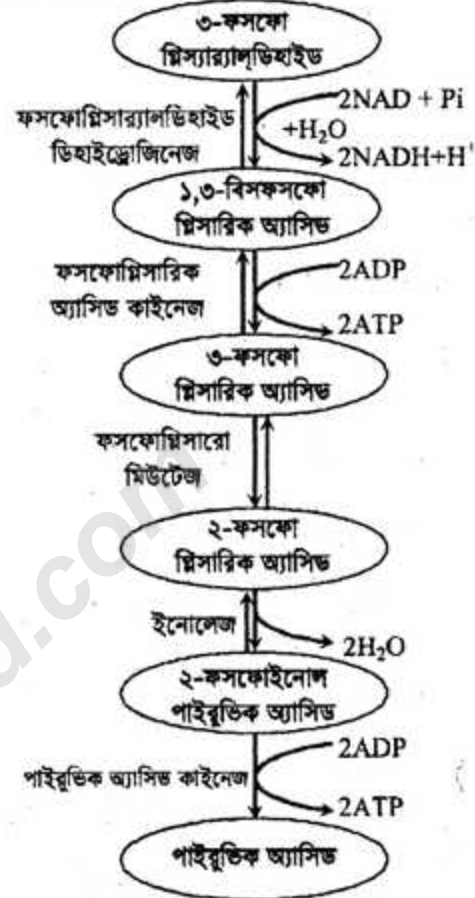 ৩-ফসফো
গ্লিস্যার‍্যাল্‌ডিহাইড
ফসফোগ্লিসার‍্যালডিহাইড
ডিহাইড্রোজিনেজ
2NAD + Pi
+H₂O
2NADH+H⁺
১,৩-বিসফসফো
গ্লিসারিক অ্যাসিড
ফসফোগ্লিসারিক
অ্যাসিড কাইনেজ
2ADP
2ATP
৩-ফসফো
গ্লিসারিক অ্যাসিড
ফসফোগ্লিসারো
মিউটেজ
২-ফসফো
গ্লিসারিক অ্যাসিড
ইনোলেজ
2H₂O
২-ফসফোইনোল
পাইরুভিক অ্যাসিড
পাইরুভিক অ্যাসিড কাইনেজ
2ADP
2ATP
পাইরুভিক অ্যাসিড